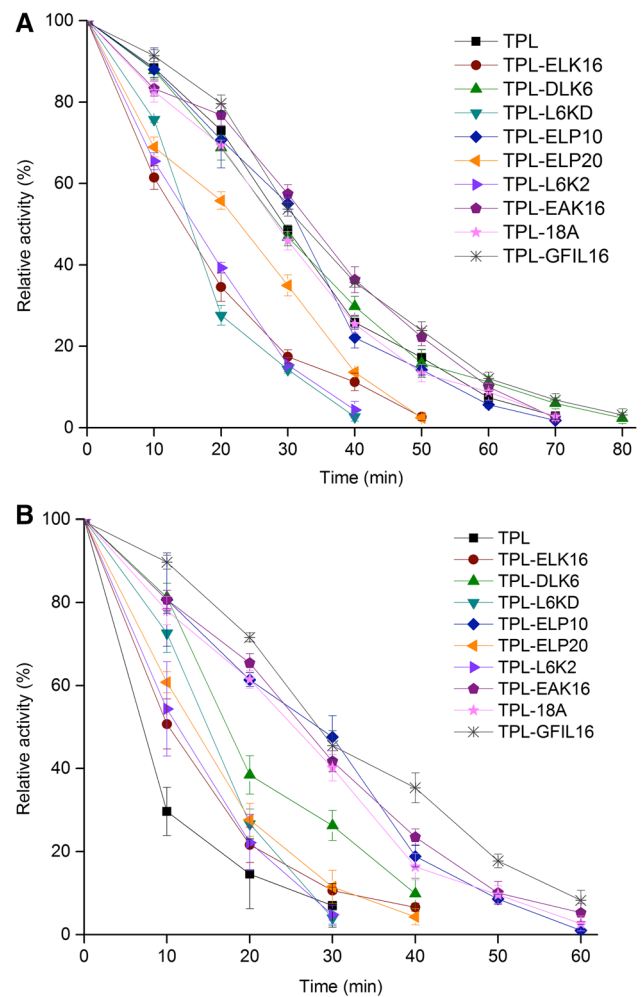 A
100
80
60
40
20
0
Relative activity (%)
TPL
TPL-ELK16
TPL-DLK6
TPL-L6KD
TPL-ELP10
TPL-ELP20
TPL-L6K2
TPL-EAK16
TPL-18A
TPL-GFIL16
0 10 20 30 40 50 60 70 80
Time (min)
B
100
80
60
40
20
0
Relative activity (%)
TPL
TPL-ELK16
TPL-DLK6
TPL-L6KD
TPL-ELP10
TPL-ELP20
TPL-L6K2
TPL-EAK16
TPL-18A
TPL-GFIL16
0 10 20 30 40 50 60
Time (min)